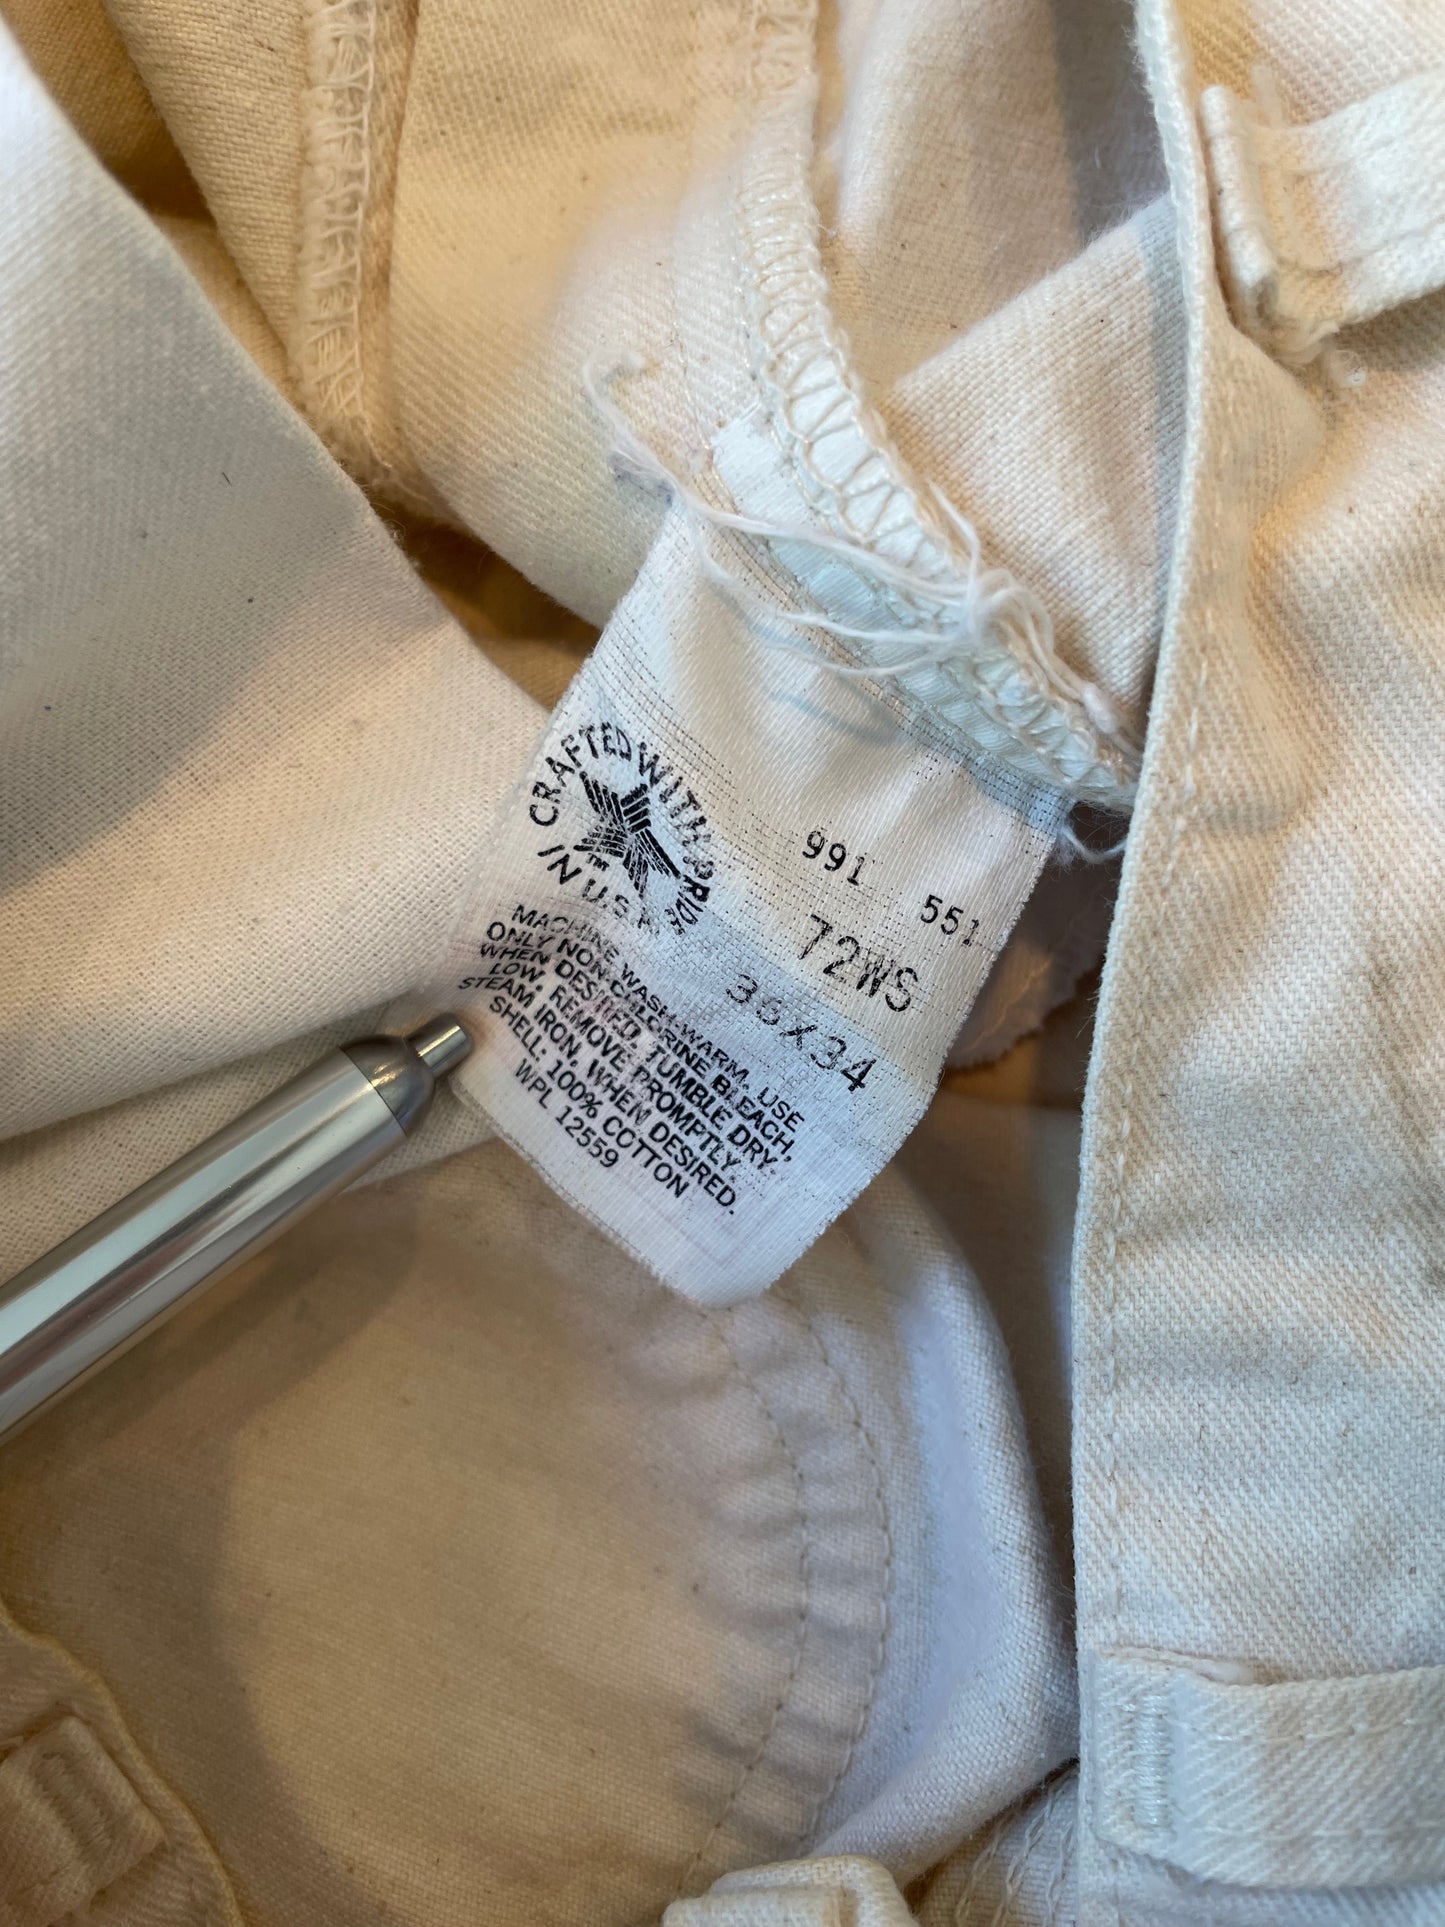 CRAFTED WITH PRIDE
IN U.S.A.
TM
991 551
72WS
36X34
MACHINE WASH WARM. USE
ONLY NON-CHLORINE BLEACH,
WHEN DESIRED. TUMBLE DRY
LOW. REMOVE PROMPTLY.
STEAM IRON, WHEN DESIRED.
SHELL: 100% COTTON
WPL 12559